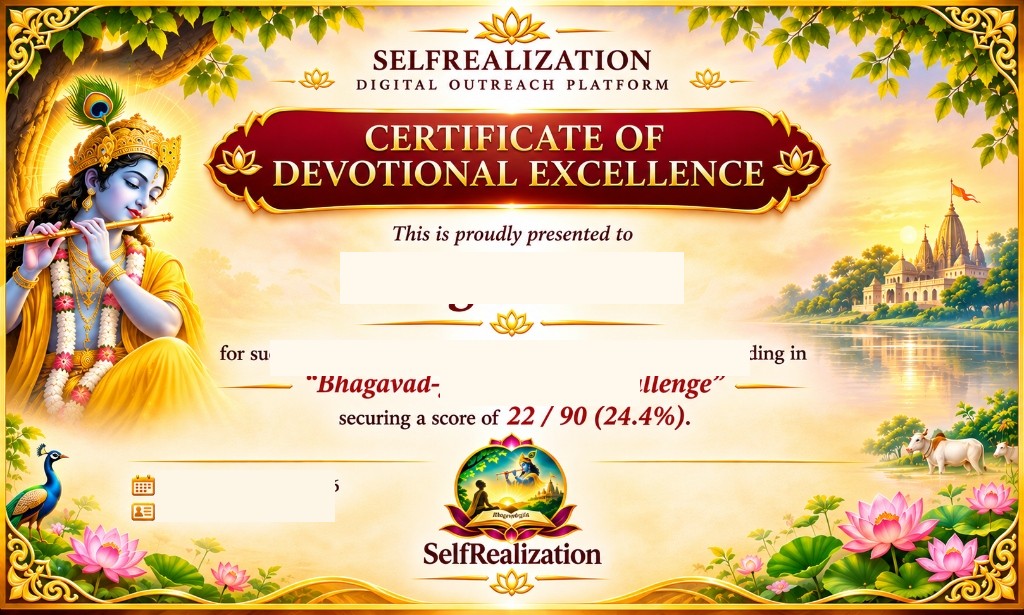 SELFREALIZATION
DIGITAL OUTREACH PLATFORM
CERTIFICATE OF
DEVOTIONAL EXCELLENCE
This is proudly presented to
for su ding in
"Bhagavad- llenge"
securing a score of 22 / 90 (24.4%).
SelfRealization